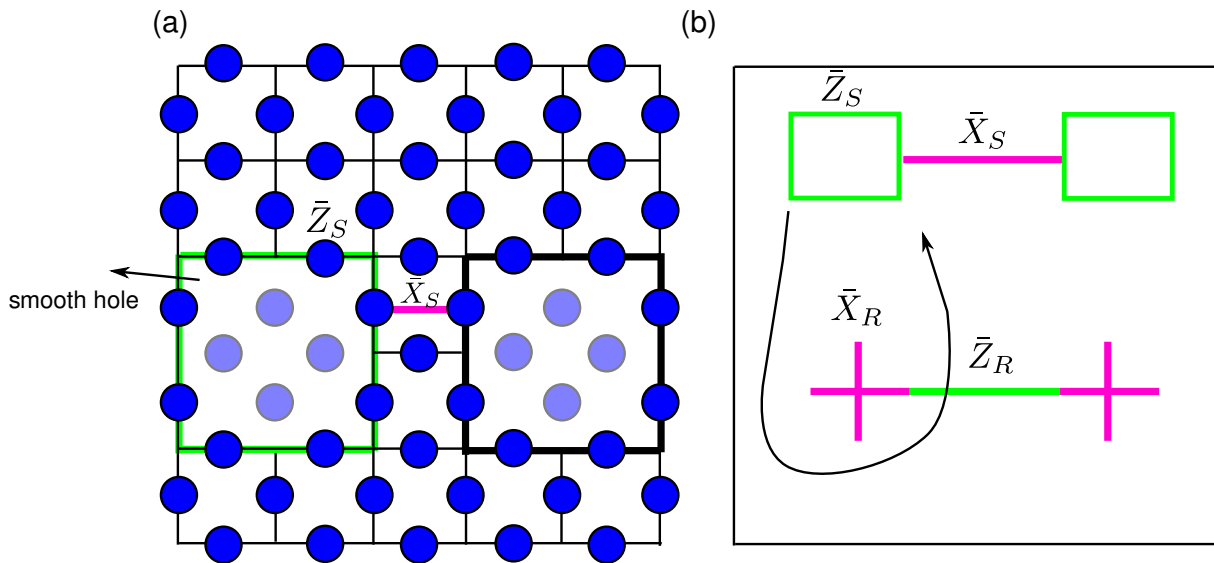 (a)
(b)
Z̄_S
X̄_S
smooth hole
Z̄_S
X̄_S
X̄_R
Z̄_R